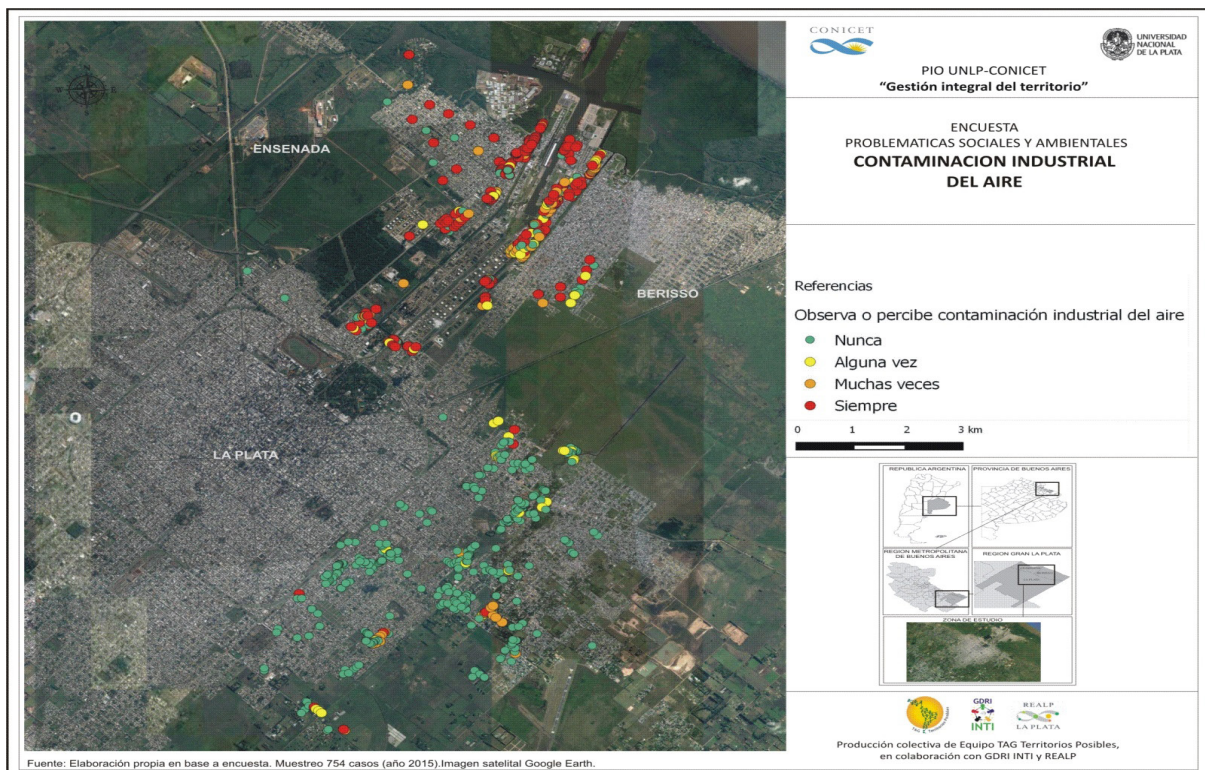 CONICET
UNIVERSIDAD
NACIONAL
DE LA PLATA
PIO UNLP-CONICET
“Gestión integral del territorio”
ENCUESTA
PROBLEMATICAS SOCIALES Y AMBIENTALES
CONTAMINACION INDUSTRIAL
DEL AIRE
ENSENADA
BERISSO
LA PLATA
Referencias
Observa o percibe contaminación industrial del aire
Nunca
Alguna vez
Muchas veces
Siempre
0 1 2 3 km
REPUBLICA ARGENTINA
PROVINCIA DE BUENOS AIRES
REGION METROPOLITANA
DE BUENOS AIRES
REGION GRAN LA PLATA
ZONA DE ESTUDIO
GDRI
INTI
REALP
LA PLATA
Producción colectiva de Equipo TAG Territorios Posibles,
en colaboración con GDRI INTI y REALP
Fuente: Elaboración propia en base a encuesta. Muestreo 754 casos (año 2015).Imagen satelital Google Earth.